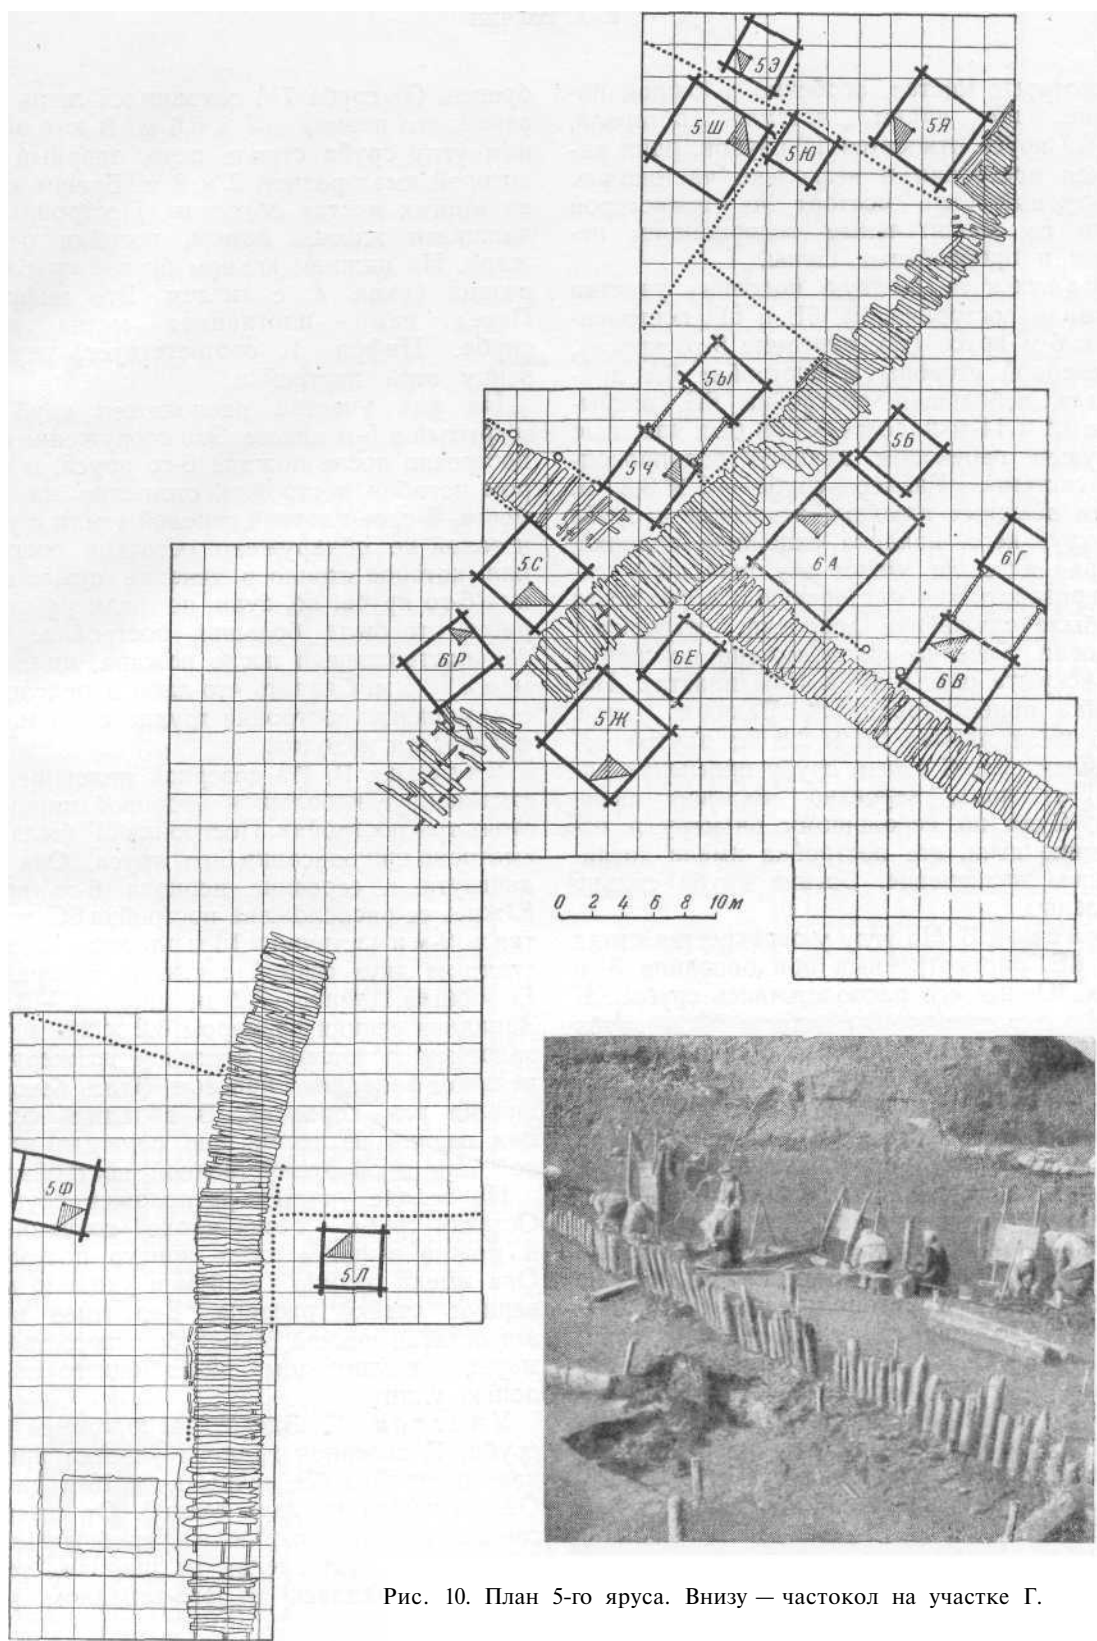 5Э
5Ш
5Ю
5Я
5Ы
5Ч
5Б
5С
6А
6Г
6Р
6Е
6В
5Ж
0 2 4 6 8 10 м
5Ф
5Л
Рис. 10. План 5-го яруса. Внизу — частокол на участке Г.